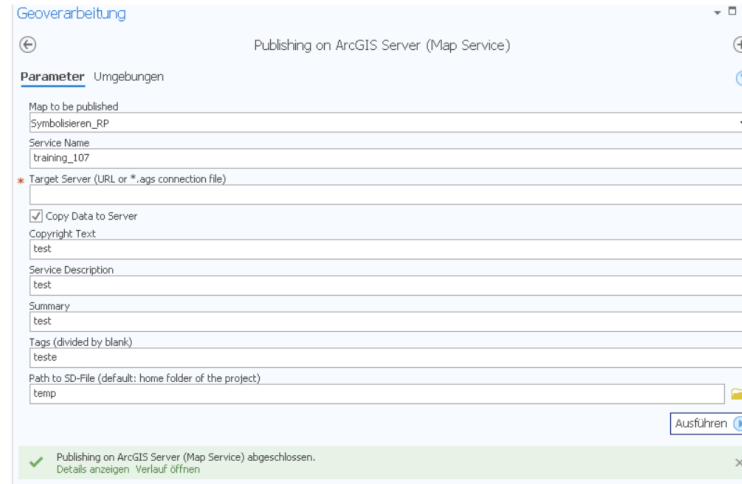 Geoverarbeitung
Publishing on ArcGIS Server (Map Service)
Parameter Umgebungen
Map to be published
Symbolisieren_RP
Service Name
training_107
* Target Server (URL or *.ags connection file)
Copy Data to Server
Copyright Text
test
Service Description
test
Summary
test
Tags (divided by blank)
teste
Path to SD-File (default: home folder of the project)
temp
Ausführen
Publishing on ArcGIS Server (Map Service) abgeschlossen.
Details anzeigen Verlauf öffnen